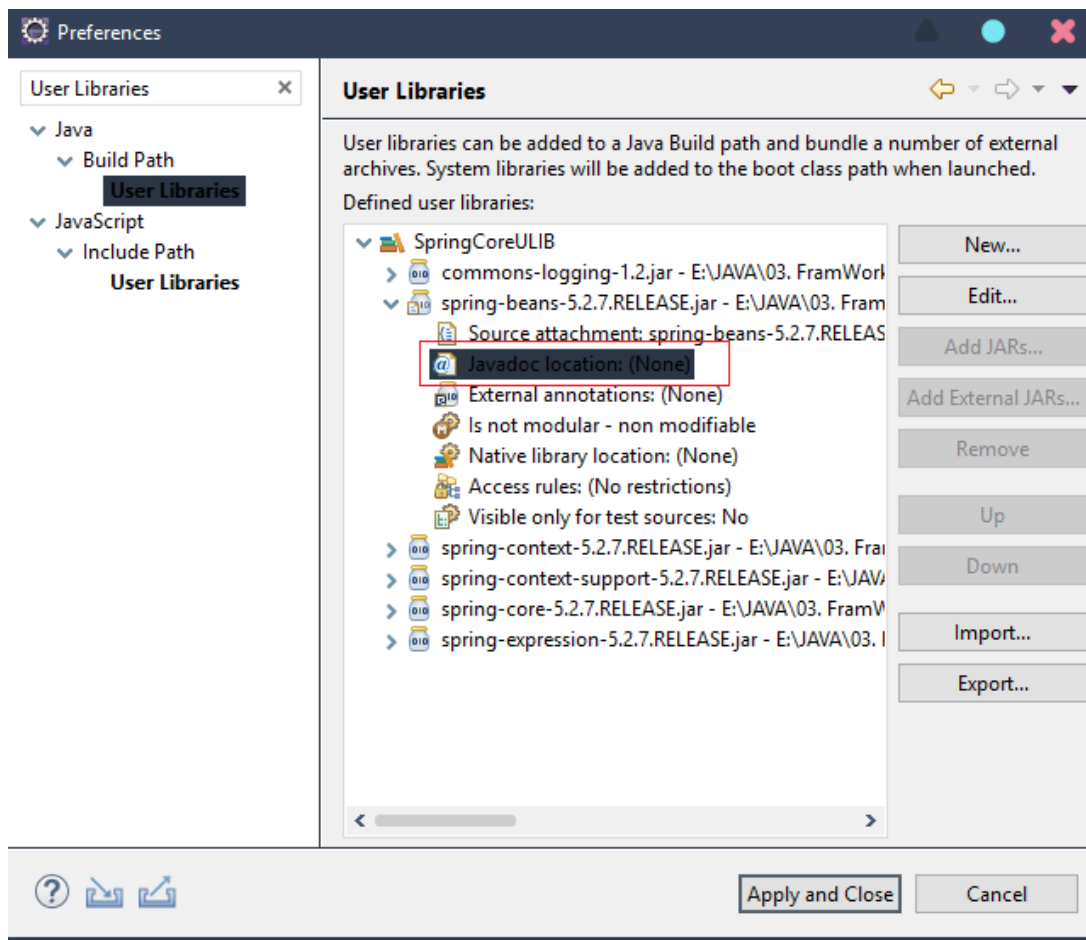 Preferences
User Libraries
Java
Build Path
User Libraries
JavaScript
Include Path
User Libraries
User Libraries
User libraries can be added to a Java Build path and bundle a number of external
archives. System libraries will be added to the boot class path when launched.
Defined user libraries:
SpringCoreULIB
commons-logging-1.2.jar - E:\JAVA\03. FramWork
spring-beans-5.2.7.RELEASE.jar - E:\JAVA\03. Fram
Source attachment: spring-beans-5.2.7.RELEAS
Javadoc location: (None)
External annotations: (None)
Is not modular - non modifiable
Native library location: (None)
Access rules: (No restrictions)
Visible only for test sources: No
spring-context-5.2.7.RELEASE.jar - E:\JAVA\03. Fra
spring-context-support-5.2.7.RELEASE.jar - E:\JAVA
spring-core-5.2.7.RELEASE.jar - E:\JAVA\03. FramW
spring-expression-5.2.7.RELEASE.jar - E:\JAVA\03.
New...
Edit...
Add JARs...
Add External JARs...
Remove
Up
Down
Import...
Export...
Apply and Close
Cancel